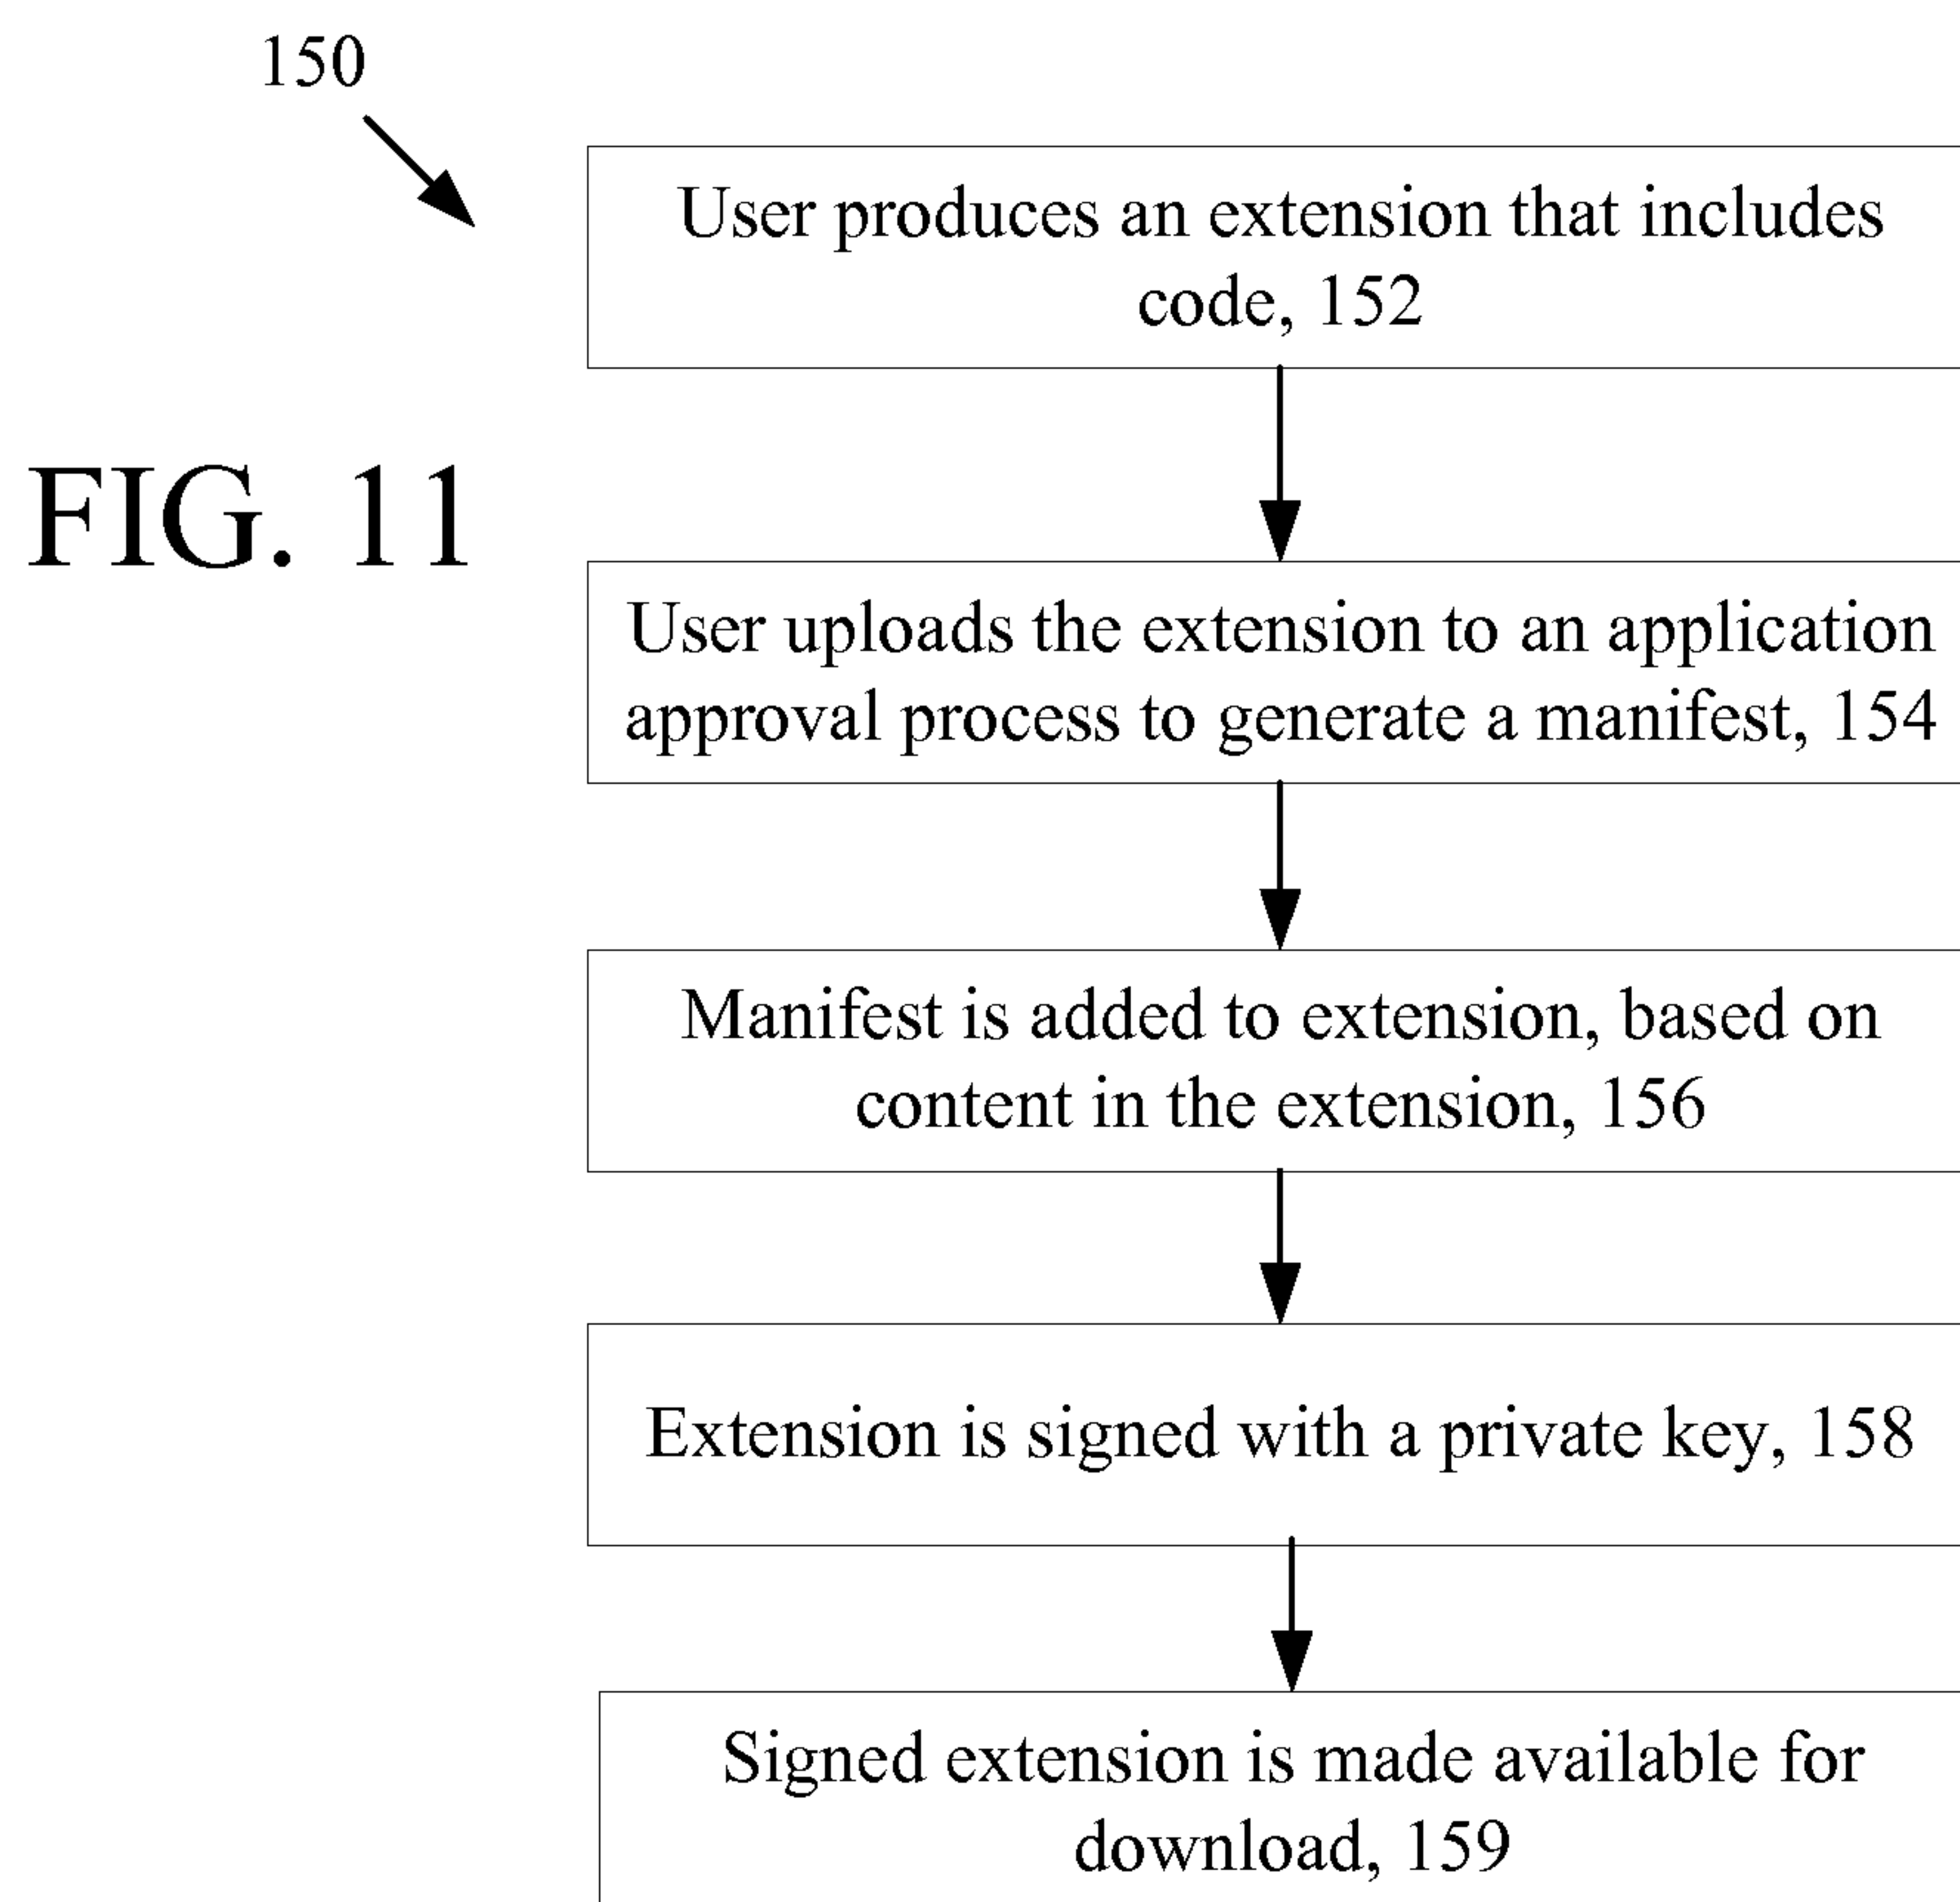 150
User produces an extension that includes
code, 152
FIG. 11
User uploads the extension to an application
approval process to generate a manifest, 154
Manifest is added to extension, based on
content in the extension, 156
Extension is signed with a private key, 158
Signed extension is made available for
download, 159